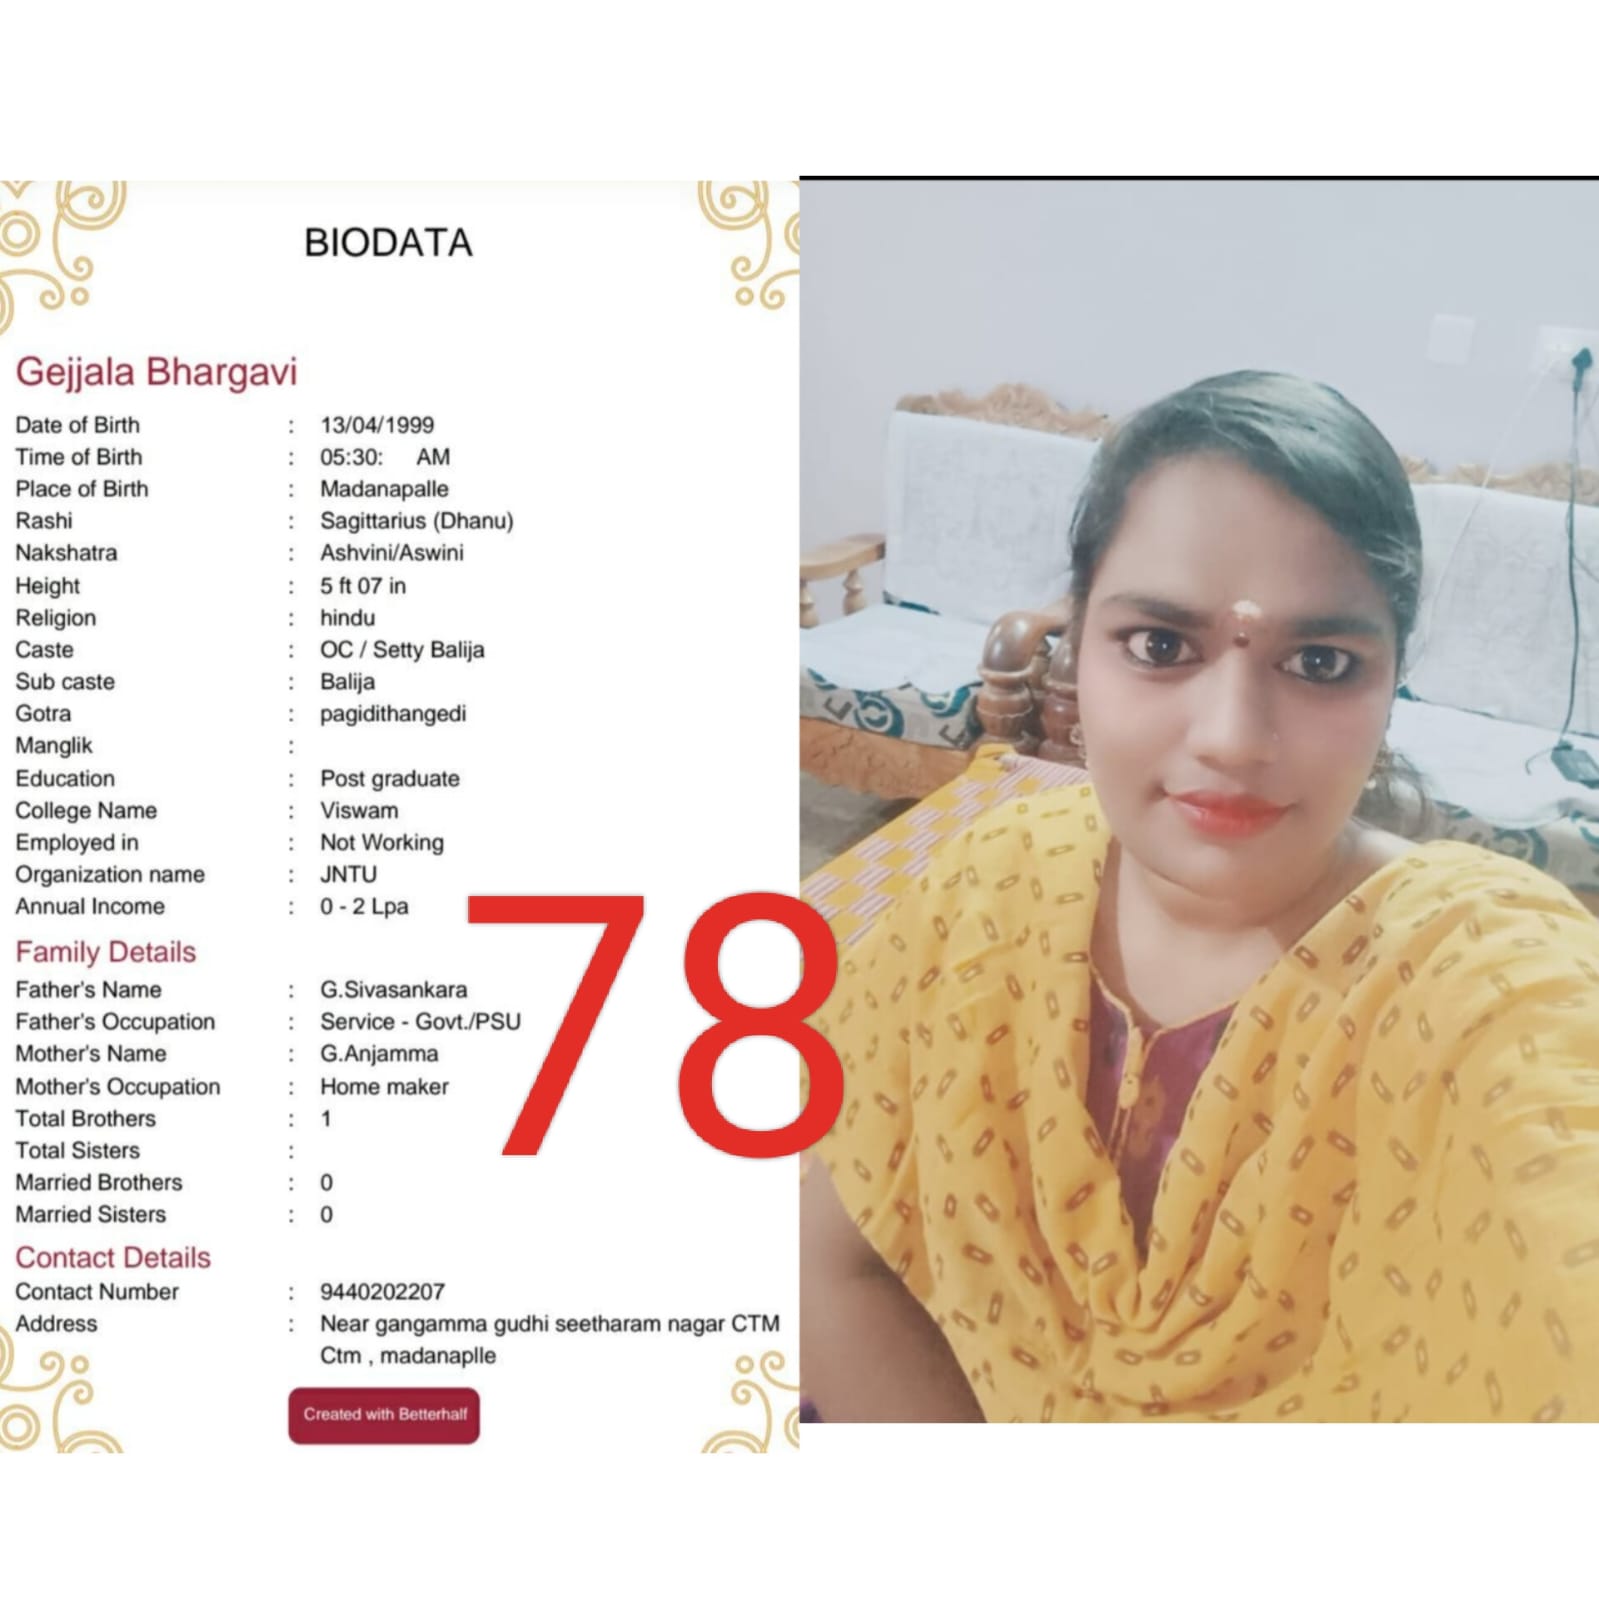 BIODATA
Gejjala Bhargavi
Date of Birth : 13/04/1999
Time of Birth : 05:30: AM
Place of Birth : Madanapalle
Rashi : Sagittarius (Dhanu)
Nakshatra : Ashvini/Aswini
Height : 5 ft 07 in
Religion : hindu
Caste : OC / Setty Balija
Sub caste : Balija
Gotra : pagidithangedi
Manglik :
Education : Post graduate
College Name : Viswam
Employed in : Not Working
Organization name : JNTU
Annual Income : 0 - 2 Lpa
78
Family Details
Father's Name : G.Sivasankara
Father's Occupation : Service - Govt./PSU
Mother's Name : G.Anjamma
Mother's Occupation : Home maker
Total Brothers : 1
Total Sisters :
Married Brothers : 0
Married Sisters : 0
Contact Details
Contact Number : 9440202207
Address : Near gangamma gudhi seetharam nagar CTM
Ctm , madanaplle
Created with Betterhalf